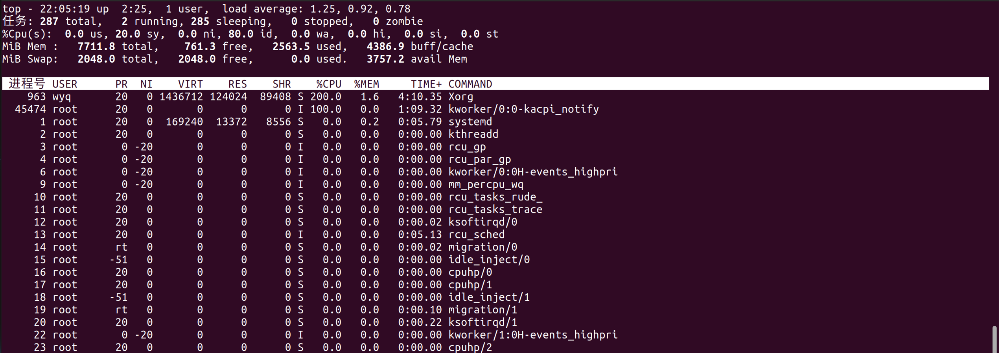 top - 22:05:19 up  2:25,  1 user,  load average: 1.25, 0.92, 0.78
任务: 287 total,   2 running, 285 sleeping,   0 stopped,   0 zombie
%Cpu(s):  0.0 us, 20.0 sy,  0.0 ni, 80.0 id,  0.0 wa,  0.0 hi,  0.0 si,  0.0 st
MiB Mem :   7711.8 total,    761.3 free,   2563.5 used,   4386.9 buff/cache
MiB Swap:   2048.0 total,   2048.0 free,      0.0 used.   3757.2 avail Mem
进程号 USER      PR  NI    VIRT    RES    SHR    %CPU  %MEM     TIME+ COMMAND
963 wyq       20   0 1436712 124024  89408 S 200.0   1.6   4:10.35 Xorg
45474 root      20   0       0      0      0 I 100.0   0.0   1:09.32 kworker/0:0-kacpi_notify
1 root      20   0  169240  13372   8556 S   0.0   0.2   0:05.79 systemd
2 root      20   0       0      0      0 S   0.0   0.0   0:00.00 kthreadd
3 root       0 -20       0      0      0 I   0.0   0.0   0:00.00 rcu_gp
4 root       0 -20       0      0      0 I   0.0   0.0   0:00.00 rcu_par_gp
6 root       0 -20       0      0      0 I   0.0   0.0   0:00.00 kworker/0:0H-events_highpri
9 root       0 -20       0      0      0 I   0.0   0.0   0:00.00 mm_percpu_wq
10 root      20   0       0      0      0 S   0.0   0.0   0:00.00 rcu_tasks_rude_
11 root      20   0       0      0      0 S   0.0   0.0   0:00.00 rcu_tasks_trace
12 root      20   0       0      0      0 S   0.0   0.0   0:00.02 ksoftirqd/0
13 root      20   0       0      0      0 I   0.0   0.0   0:05.13 rcu_sched
14 root      rt   0       0      0      0 S   0.0   0.0   0:00.02 migration/0
15 root     -51   0       0      0      0 S   0.0   0.0   0:00.00 idle_inject/0
16 root      20   0       0      0      0 S   0.0   0.0   0:00.00 cpuhp/0
17 root      20   0       0      0      0 S   0.0   0.0   0:00.00 cpuhp/1
18 root     -51   0       0      0      0 S   0.0   0.0   0:00.00 idle_inject/1
19 root      rt   0       0      0      0 S   0.0   0.0   0:00.10 migration/1
20 root      20   0       0      0      0 S   0.0   0.0   0:00.22 ksoftirqd/1
22 root       0 -20       0      0      0 I   0.0   0.0   0:00.00 kworker/1:0H-events_highpri
23 root      20   0       0      0      0 S   0.0   0.0   0:00.00 cpuhp/2